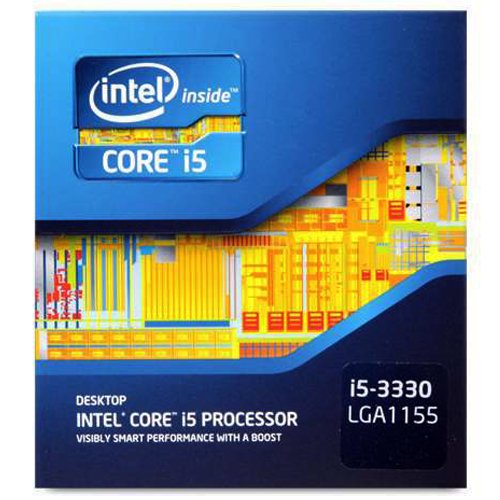 intel inside™
CORE™ i5
DESKTOP
INTEL® CORE™ i5 PROCESSOR
VISIBLY SMART PERFORMANCE WITH A BOOST
i5-3330
LGA1155